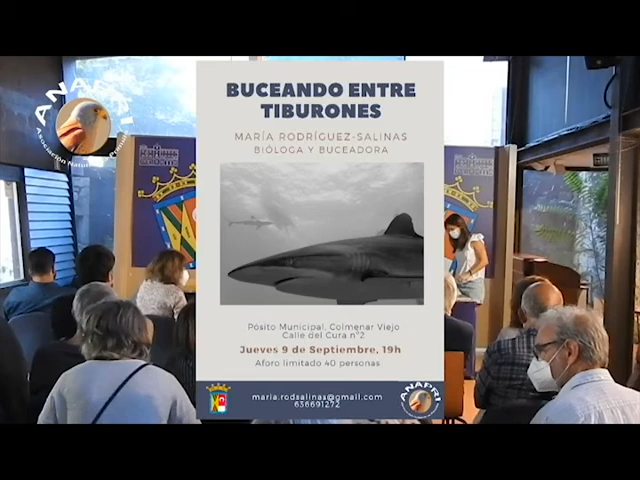 ANAPRI
BUCEANDO ENTRE
TIBURONES
MARÍA RODRÍGUEZ-SALINAS
BIÓLOGA Y BUCEADORA
Pósito Municipal, Colmenar Viejo
Calle del Cura nº2
Jueves 9 de Septiembre, 19h
Aforo limitado 40 personas
maria.rodsalinas@gmail.com
636691272
ANAPRI